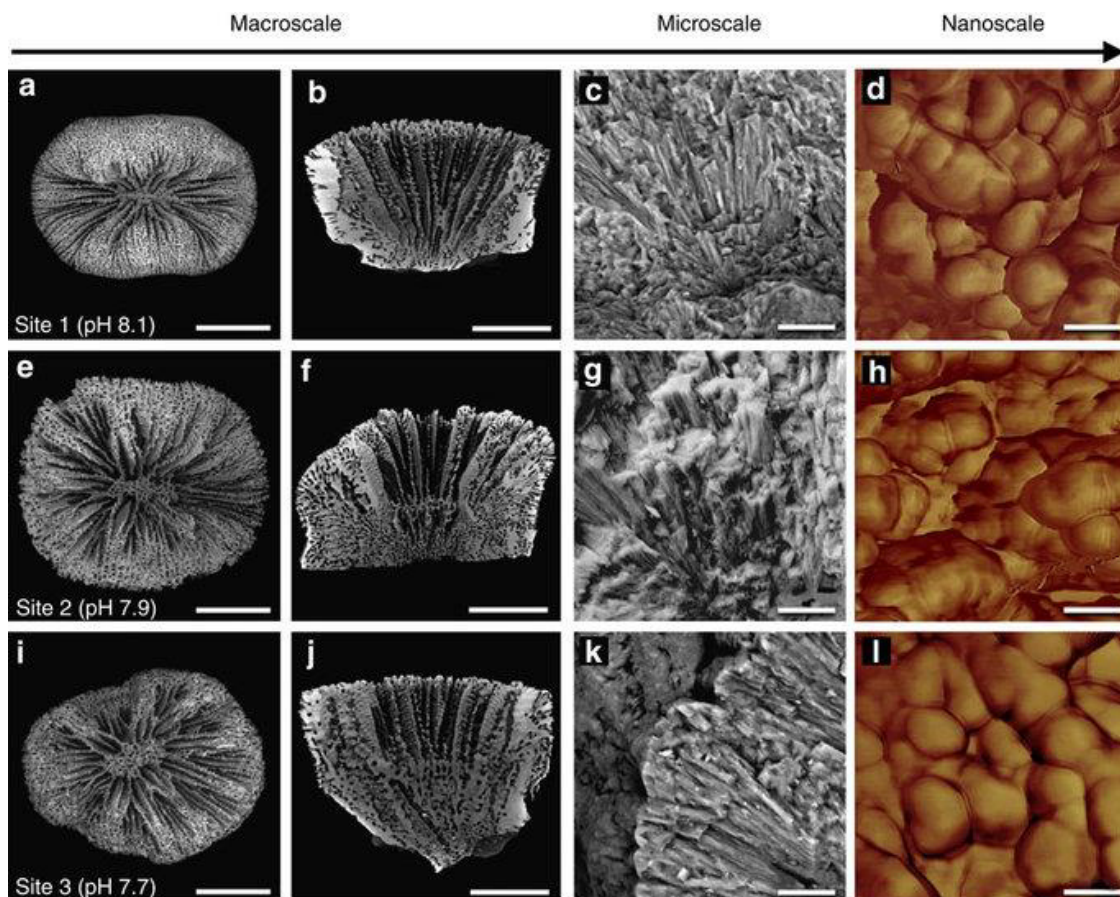 Macroscale Microscale Nanoscale
a b c d
Site 1 (pH 8.1)
e f g h
Site 2 (pH 7.9)
i j k l
Site 3 (pH 7.7)